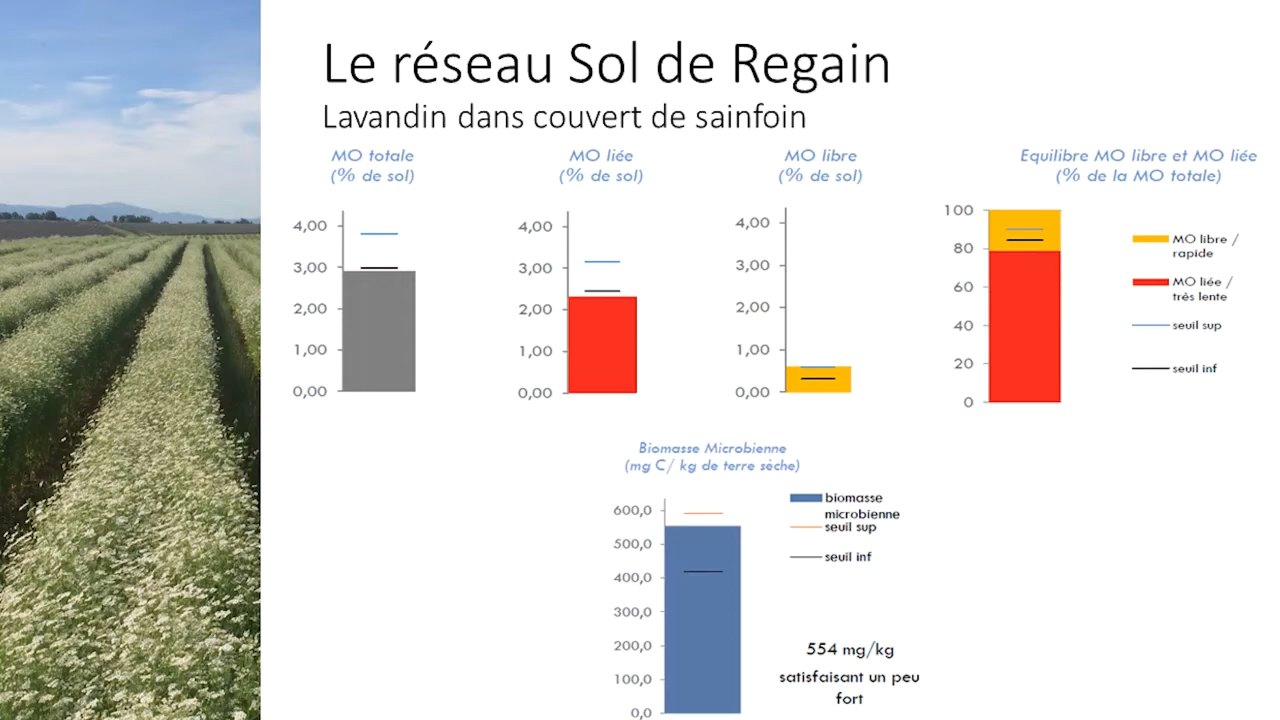 Le réseau Sol de Regain
Lavandin dans couvert de sainfoin
MO totale
(% de sol)
4,00
3,00
2,00
1,00
0,00
MO liée
(% de sol)
4,00
3,00
2,00
1,00
0,00
MO libre
(% de sol)
4,00
3,00
2,00
1,00
0,00
Equilibre MO libre et MO liée
(% de la MO totale)
100
80
60
40
20
0
MO libre /
rapide
MO liée /
très lente
seuil sup
seuil inf
Biomasse Microbienne
(mg C/ kg de terre sèche)
600,0
500,0
400,0
300,0
200,0
100,0
0,0
biomasse
microbienne
seuil sup
seuil inf
554 mg/kg
satisfaisant un peu
fort